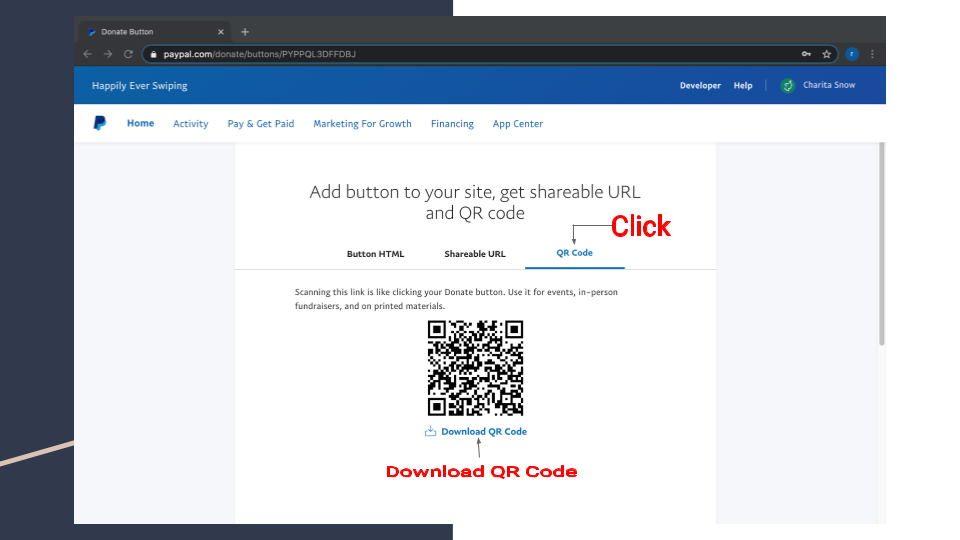 Donate Button
paypal.com/donate/buttons/PYPPQL3DFFDBJ
F
Happily Ever Swiping
Developer Help Charita Snow
Home Activity Pay & Get Paid Marketing For Growth Financing App Center
Add button to your site, get shareable URL
and QR code
Click
Button HTML Shareable URL QR Code
Scanning this link is like clicking your Donate button. Use it for events, in-person
fundraisers, and on printed materials.
Download QR Code
Download QR Code